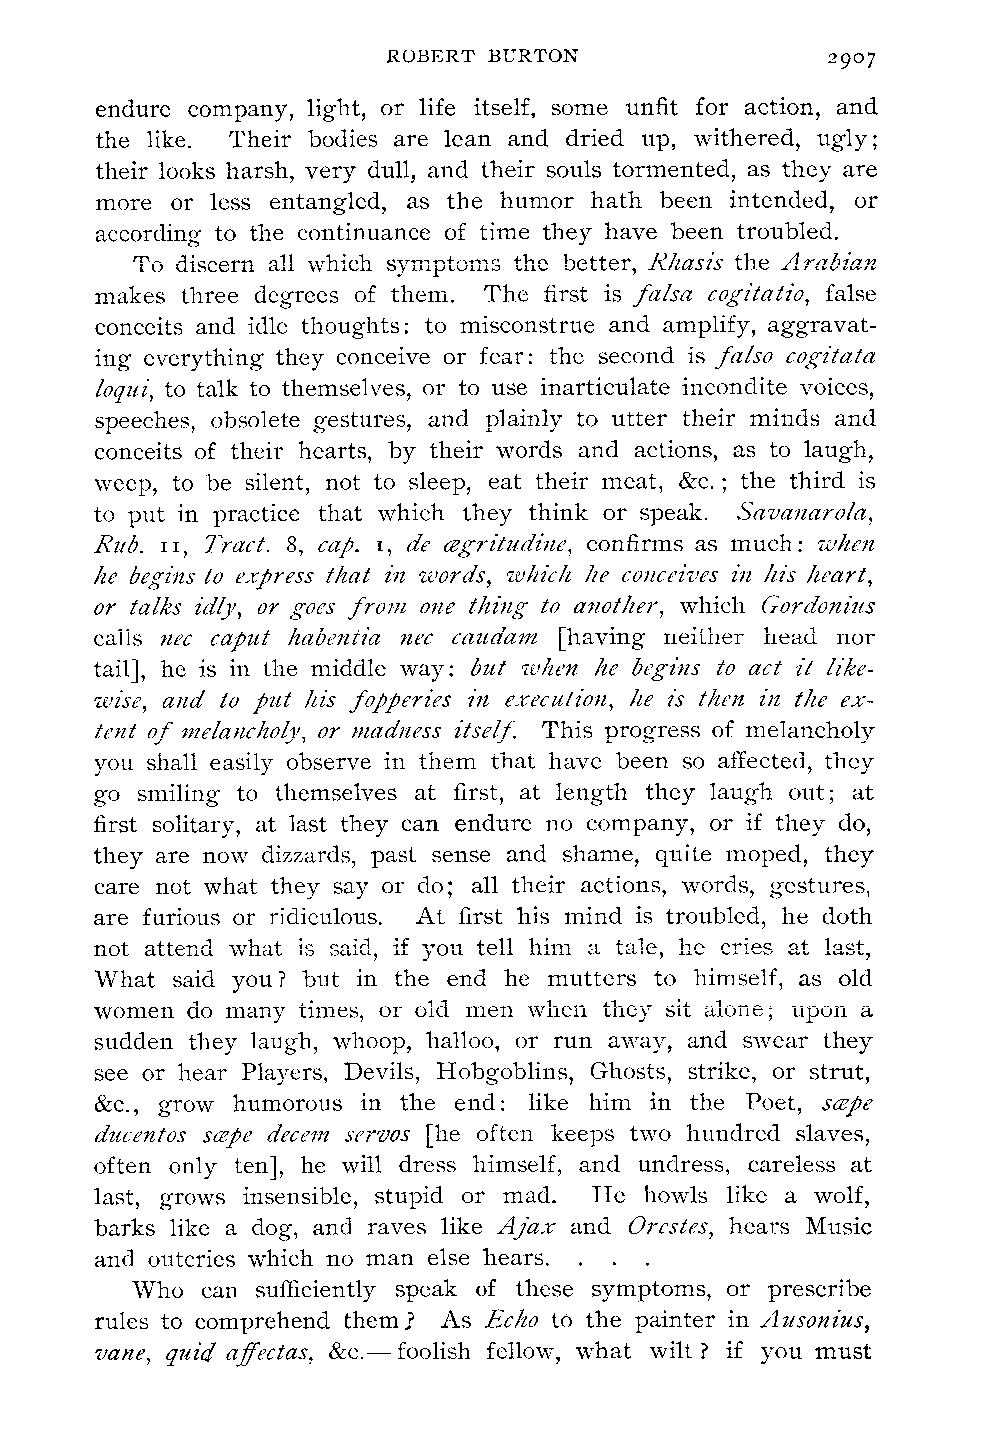 ROBERT BURTON 2907
endure company, light, or life itself, some unfit for action, and
the like. Their bodies are lean and dried up, withered, ugly;
their looks harsh, very dull, and their souls tormented, as they are
more or less entangled, as the humor hath been intended, or
according to the continuance of time they have been troubled.
To discern all which symptoms the better, Rhasis the Arabian
makes three degrees of them. The first is falsa cogitatio, false
conceits and idle thoughts: to misconstrue and amplify, aggravat-
ing everything they conceive or fear: the second is falso cogitata
loqui, to talk to themselves, or to use inarticulate incondite voices,
speeches, obsolete gestures, and plainly to utter their minds and
conceits of their hearts, by their words and actions, as to laugh,
weep, to be silent, not to sleep, eat their meat, &c.; the third is
to put in practice that which they think or speak. Savanarola,
Rub. 11, Tract. 8, cap. 1, de ægritudine, confirms as much: when
he begins to express that in words, which he conceives in his heart,
or talks idly, or goes from one thing to another, which Gordonius
calls nec caput habentia nec caudam [having neither head nor
tail], he is in the middle way: but when he begins to act it like-
wise, and to put his fopperies in execution, he is then in the ex-
tent of melancholy, or madness itself. This progress of melancholy
you shall easily observe in them that have been so affected, they
go smiling to themselves at first, at length they laugh out; at
first solitary, at last they can endure no company, or if they do,
they are now dizzards, past sense and shame, quite moped, they
care not what they say or do; all their actions, words, gestures,
are furious or ridiculous. At first his mind is troubled, he doth
not attend what is said, if you tell him a tale, he cries at last,
What said you? but in the end he mutters to himself, as old
women do many times, or old men when they sit alone; upon a
sudden they laugh, whoop, halloo, or run away, and swear they
see or hear Players, Devils, Hobgoblins, Ghosts, strike, or strut,
&c., grow humorous in the end: like him in the Poet, sæpe
ducentos sæpe decem servos [he often keeps two hundred slaves,
often only ten], he will dress himself, and undress, careless at
last, grows insensible, stupid or mad. He howls like a wolf,
barks like a dog, and raves like Ajax and Orestes, hears Music
and outcries which no man else hears. . . .
Who can sufficiently speak of these symptoms, or prescribe
rules to comprehend them? As Echo to the painter in Ausonius,
vane, quid affectas, &c.—foolish fellow, what wilt? if you must